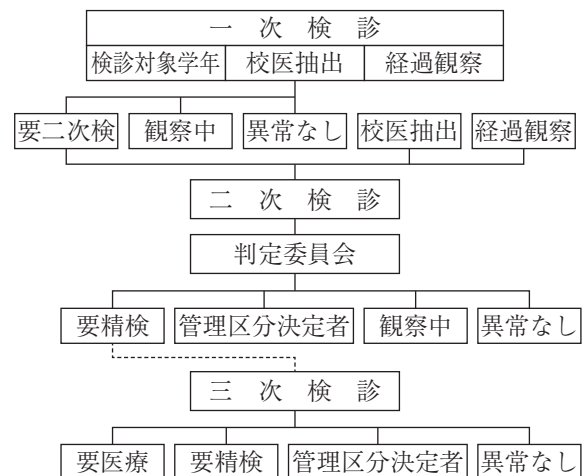 一次検診
検診対象学年 校医抽出 経過観察
要二次検 観察中 異常なし 校医抽出 経過観察
二次検診
判定委員会
要精検 管理区分決定者 観察中 異常なし
三次検診
要医療 要精検 管理区分決定者 異常なし